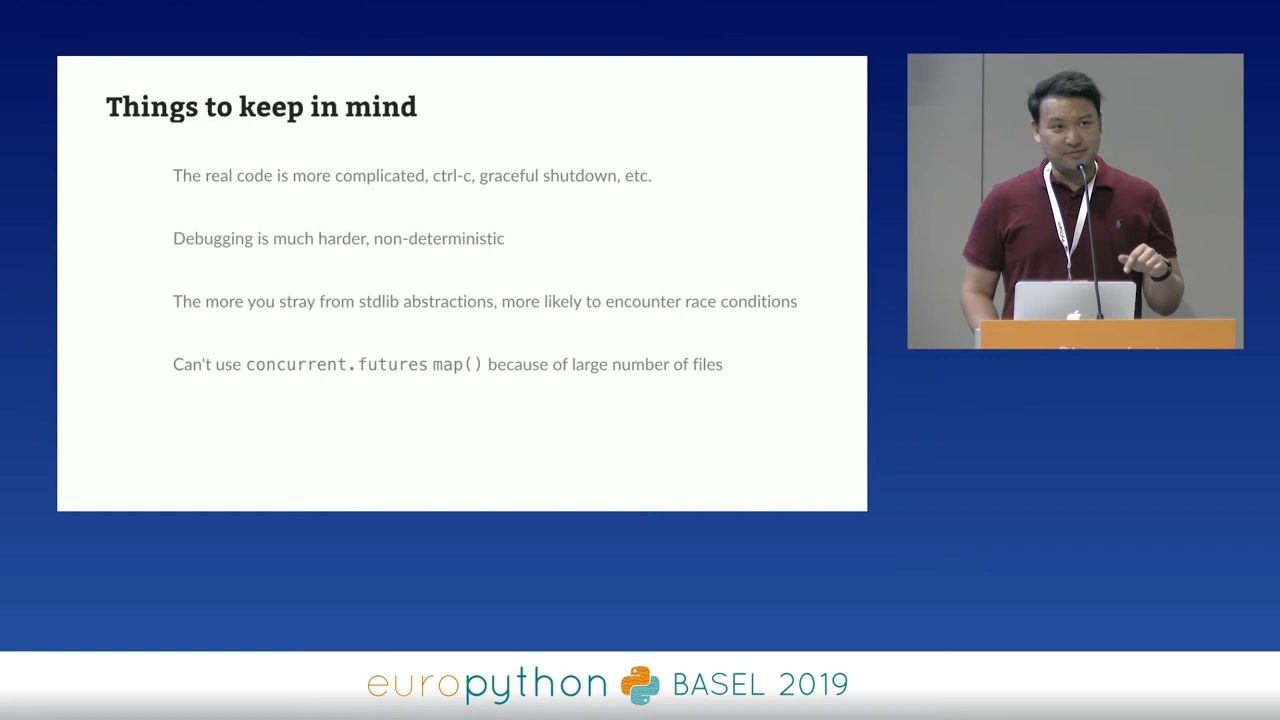 Things to keep in mind
The real code is more complicated, ctrl-c, graceful shutdown, etc.
Debugging is much harder, non-deterministic
The more you stray from stdlib abstractions, more likely to encounter race conditions
Can't use concurrent.futures map() because of large number of files
europython BASEL 2019